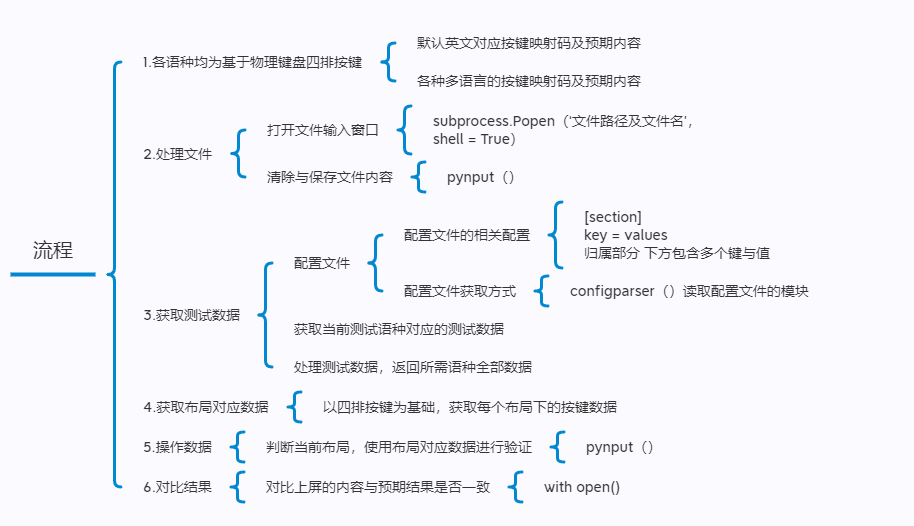 流程
1.各语种均为基于物理键盘四排按键
默认英文对应按键映射码及预期内容
各种多语言的按键映射码及预期内容
2.处理文件
打开文件输入窗口
subprocess.Popen（'文件路径及文件名'，
shell = True）
清除与保存文件内容
pynput（）
3.获取测试数据
配置文件
配置文件的相关配置
[section]
key = values
归属部分 下方包含多个键与值
配置文件获取方式
configparser（）读取配置文件的模块
获取当前测试语种对应的测试数据
处理测试数据，返回所需语种全部数据
4.获取布局对应数据
以四排按键为基础，获取每个布局下的按键数据
5.操作数据
判断当前布局，使用布局对应数据进行验证
pynput（）
6.对比结果
对比上屏的内容与预期结果是否一致
with open()